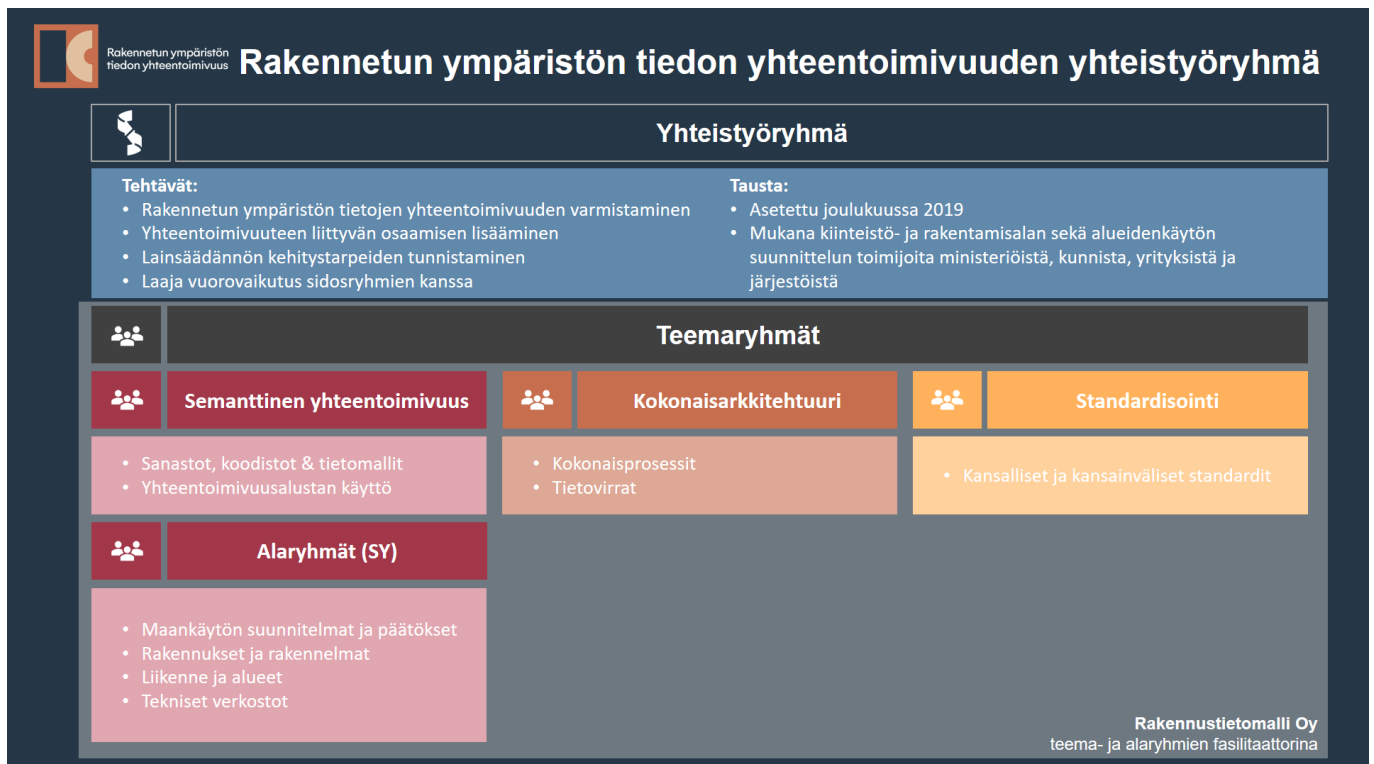 Rakennetun ympäristön
tiedon yhteentoimivuus
Rakennetun ympäristön tiedon yhteentoimivuuden yhteistyöryhmä
Yhteistyöryhmä
Tehtävät:
• Rakennetun ympäristön tietojen yhteentoimivuuden varmistaminen
• Yhteentoimivuuteen liittyvän osaamisen lisääminen
• Lainsäädännön kehitystarpeiden tunnistaminen
• Laaja vuorovaikutus sidosryhmien kanssa
Tausta:
• Asetettu joulukuussa 2019
• Mukana kiinteistö- ja rakentamisalan sekä alueidenkäytön
suunnittelun toimijoita ministeriöistä, kunnista, yrityksistä ja
järjestöistä
Teemaryhmät
Semanttinen yhteentoimivuus
• Sanastot, koodistot & tietomallit
• Yhteentoimivuusalustan käyttö
Kokonaisarkkitehtuuri
• Kokonaisprosessit
• Tietovirrat
Standardisointi
• Kansalliset ja kansainväliset standardit
Alaryhmät (SY)
• Maankäytön suunnitelmat ja päätökset
• Rakennukset ja rakennelmat
• Liikenne ja alueet
• Tekniset verkostot
Rakennustietomalli Oy
teema- ja alaryhmien fasilitaattorina